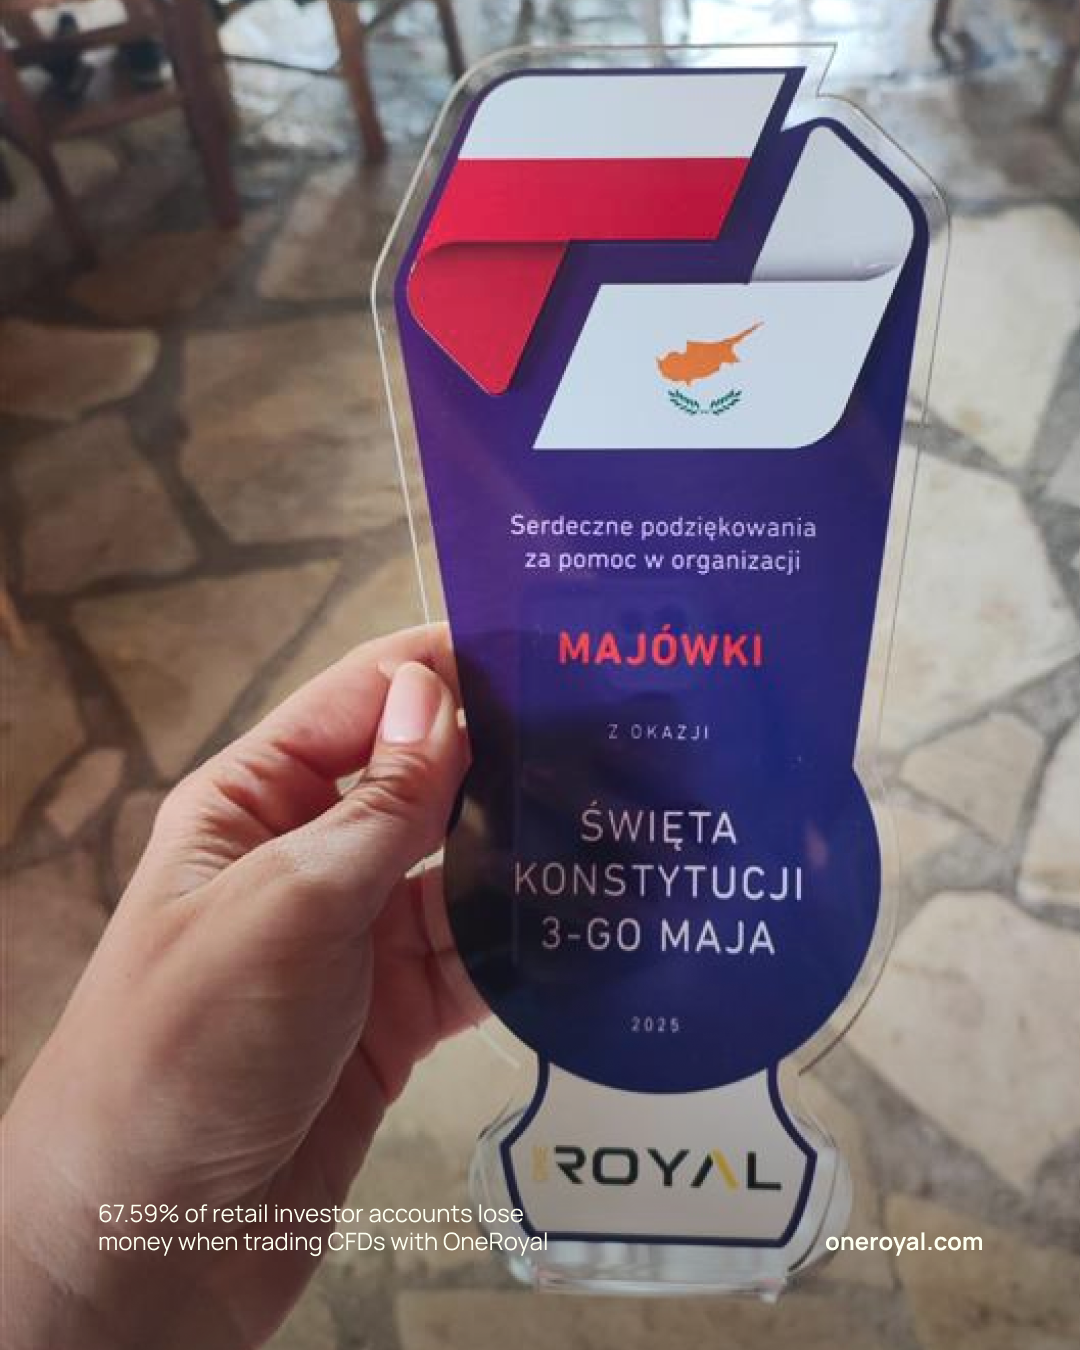 Serdeczne podziękowania
za pomoc w organizacji
MAJÓWKI
Z OKAZJI
ŚWIĘTA
KONSTYTUCJI
3-GO MAJA
2025
ONE ROYAL
67.59% of retail investor accounts lose
money when trading CFDs with OneRoyal
oneroyal.com